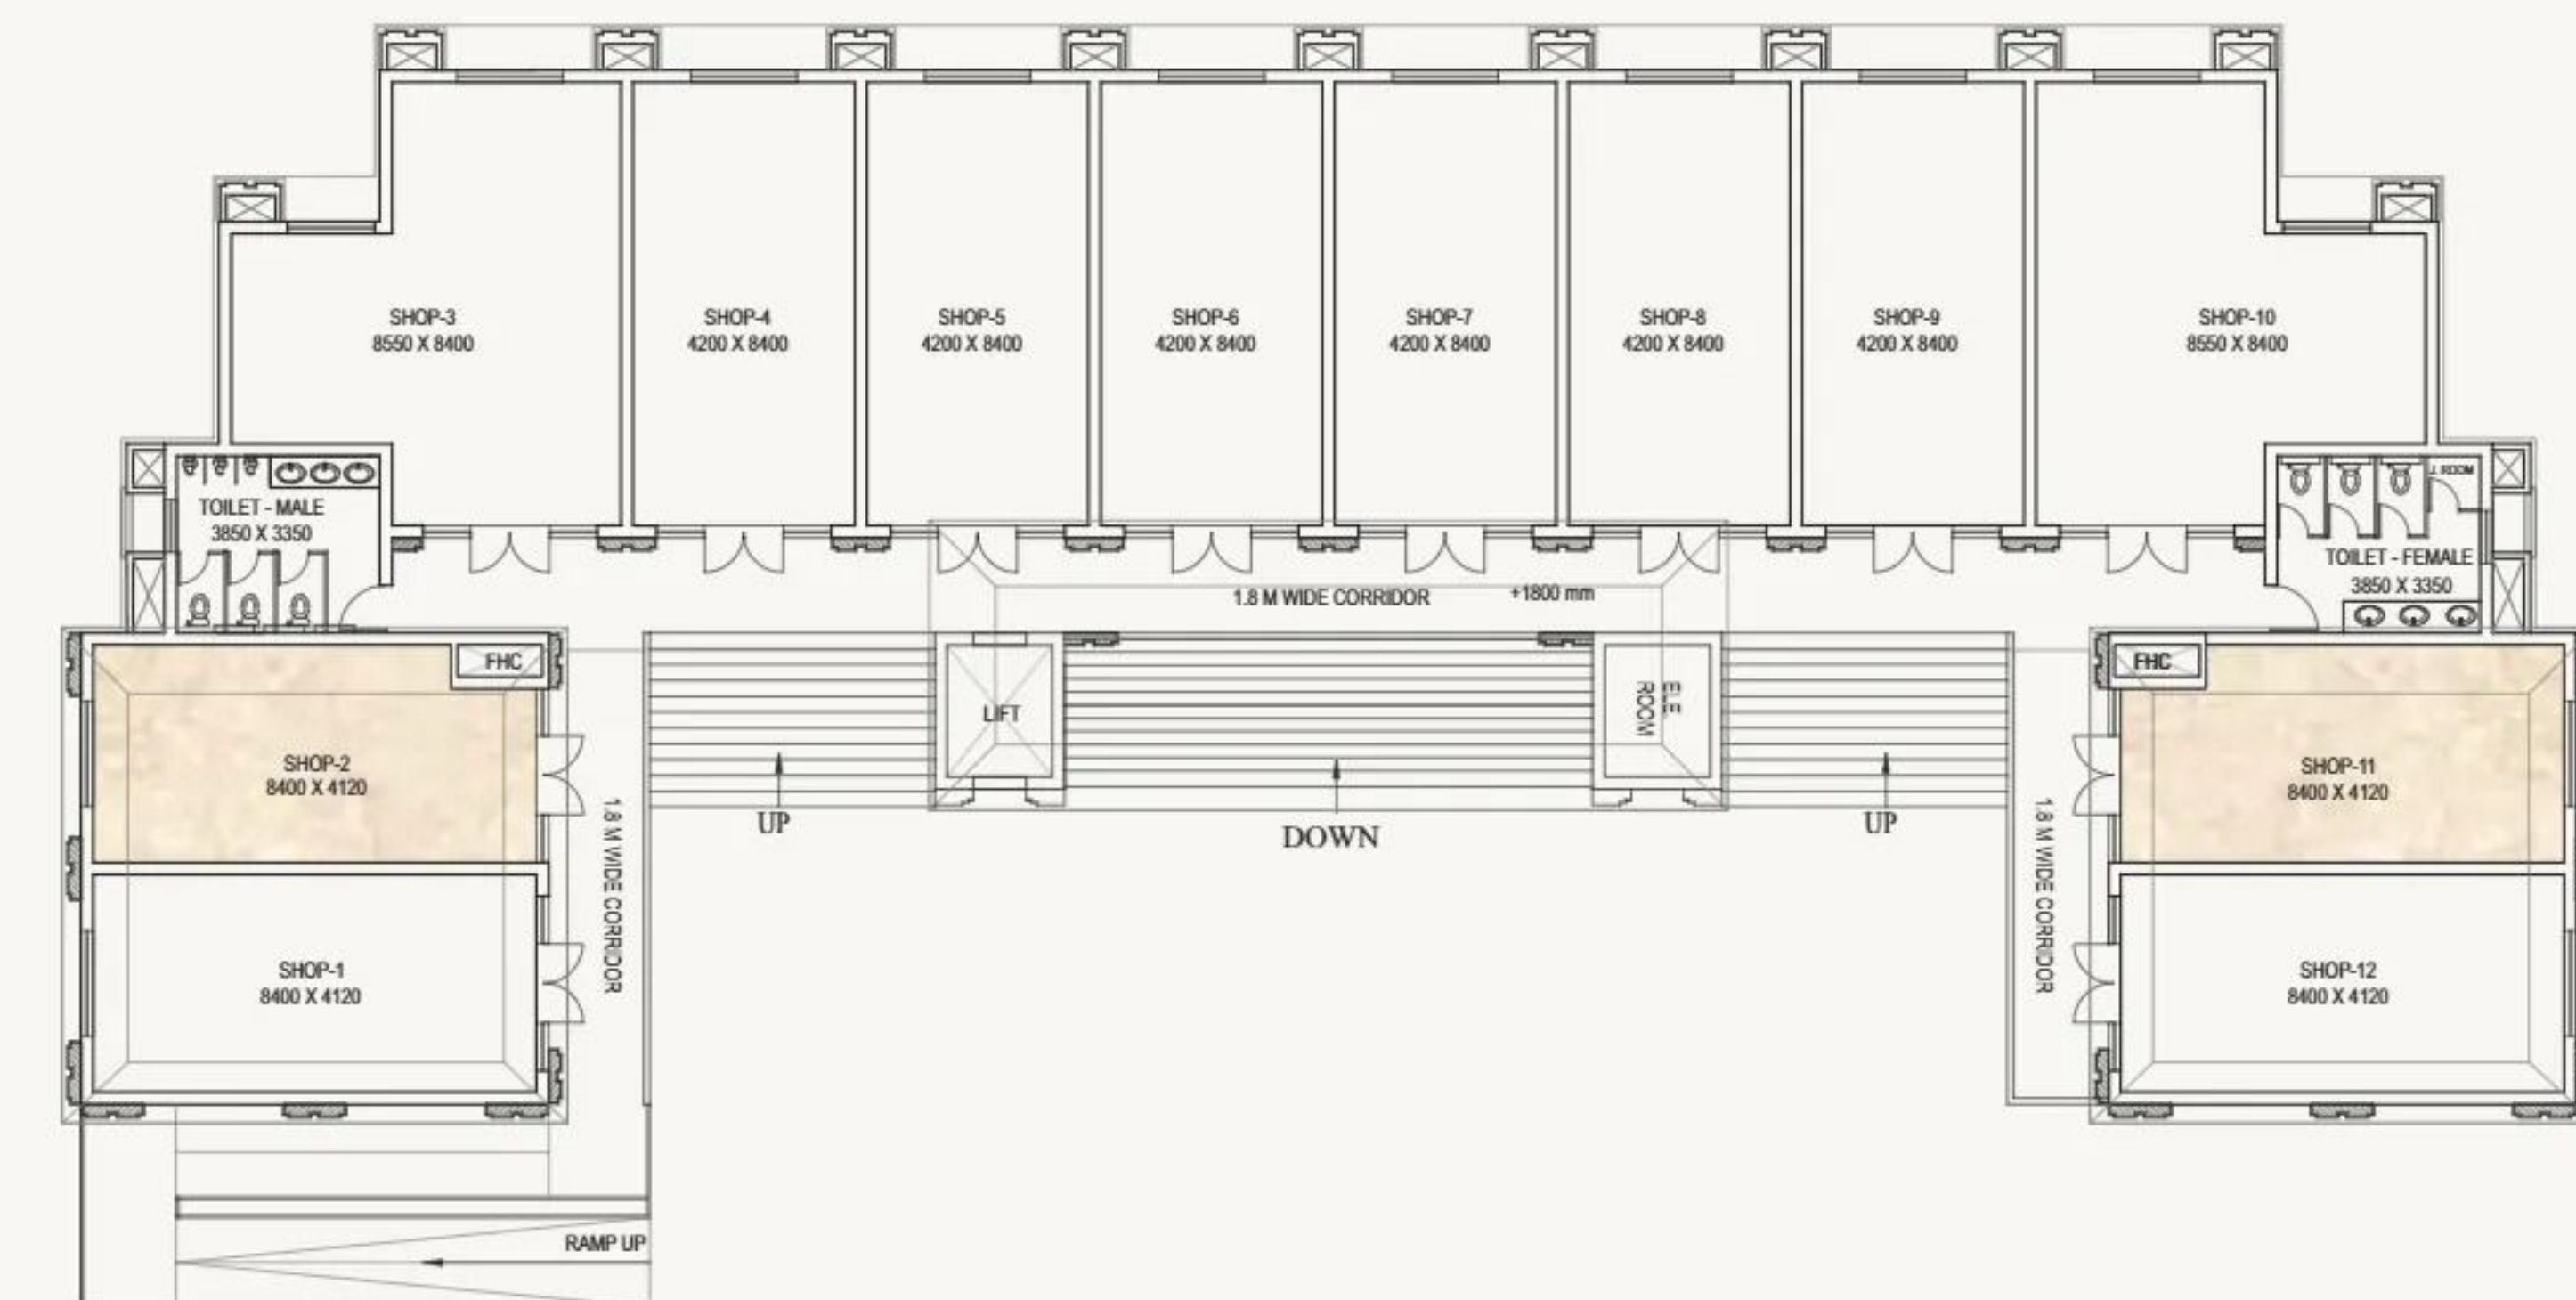 SHOP-3
8550 X 8400
SHOP-4
4200 X 8400
SHOP-5
4200 X 8400
SHOP-6
4200 X 8400
SHOP-7
4200 X 8400
SHOP-8
4200 X 8400
SHOP-9
4200 X 8400
SHOP-10
8550 X 8400
TOILET - MALE
3850 X 3350
J. ROOM
TOILET - FEMALE
3850 X 3350
1.8 M WIDE CORRIDOR
+1800 mm
FHC
SHOP-2
8400 X 4120
LIFT
ELE.
ROOM
FHC
SHOP-11
8400 X 4120
UP
DOWN
UP
1.8 M WIDE CORRIDOR
1.8 M WIDE CORRIDOR
SHOP-1
8400 X 4120
SHOP-12
8400 X 4120
RAMP UP